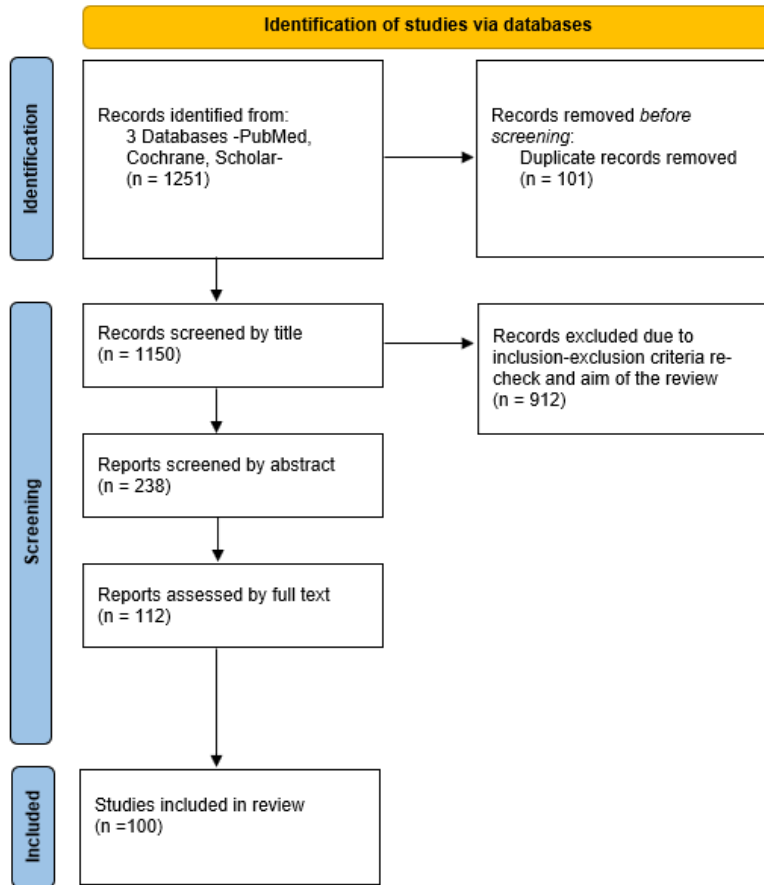 Identification of studies via databases
Identification
Records identified from:
3 Databases -PubMed,
Cochrane, Scholar-
(n = 1251)
Records removed before
screening:
Duplicate records removed
(n = 101)
Screening
Records screened by title
(n = 1150)
Records excluded due to
inclusion-exclusion criteria re-
check and aim of the review
(n = 912)
Reports screened by abstract
(n = 238)
Reports assessed by full text
(n = 112)
Included
Studies included in review
(n =100)